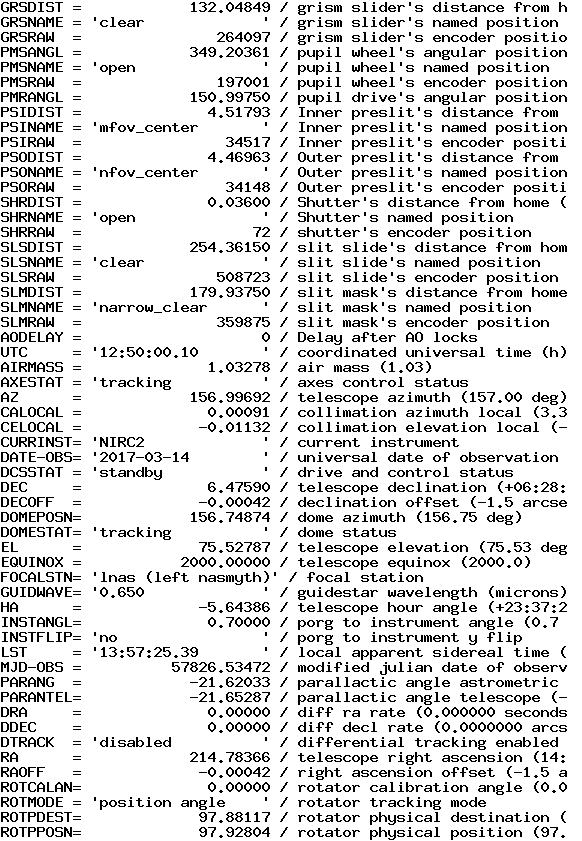 GRSDIST = 132.04849 / grism slider's distance from h
GRSNAME = 'clear ' / grism slider's named position
GRSRAW = 264097 / grism slider's encoder positio
PMSANGL = 349.20361 / pupil wheel's angular position
PMSNAME = 'open ' / pupil wheel's named position
PMSRAW = 197001 / pupil wheel's encoder position
PMRANGL = 150.99750 / pupil drive's angular position
PSIDIST = 4.51793 / Inner preslit's distance from
PSINAME = 'mfov_center ' / Inner preslit's named position
PSIRAW = 34517 / Inner preslit's encoder positi
PSODIST = 4.46963 / Outer preslit's distance from
PSONAME = 'nfov_center ' / Outer preslit's named position
PSORAW = 34148 / Outer preslit's encoder positi
SHRDIST = 0.03600 / Shutter's distance from home (
SHRNAME = 'open ' / Shutter's named position
SHRRAW = 72 / shutter's encoder position
SLSDIST = 254.36150 / slit slide's distance from hom
SLSNAME = 'clear ' / slit slide's named position
SLSRAW = 508723 / slit slide's encoder position
SLMDIST = 179.93750 / slit mask's distance from home
SLMNAME = 'narrow_clear ' / slit mask's named position
SLMRAW = 359875 / slit mask's encoder position
AODELAY = 0 / Delay after AO locks
UTC = '12:50:00.10 ' / coordinated universal time (h)
AIRMASS = 1.03278 / air mass (1.03)
AXESTAT = 'tracking ' / axes control status
AZ = 156.99692 / telescope azimuth (157.00 deg)
CALOCAL = 0.00091 / collimation azimuth local (3.3
CELOCAL = -0.01132 / collimation elevation local (-
CURRINST= 'NIRC2 ' / current instrument
DATE-OBS= '2017-03-14 ' / universal date of observation
DCSSTAT = 'standby ' / drive and control status
DEC = 6.47590 / telescope declination (+06:28:
DECOFF = -0.00042 / declination offset (-1.5 arcse
DOMEPOSN= 156.74874 / dome azimuth (156.75 deg)
DOMESTAT= 'tracking ' / dome status
EL = 75.52787 / telescope elevation (75.53 deg
EQUINOX = 2000.00000 / telescope equinox (2000.0)
FOCALSTN= 'lnas (left nasmyth)' / focal station
GUIDWAVE= '0.650 ' / guidestar wavelength (microns)
HA = -5.64386 / telescope hour angle (+23:37:2
INSTANGL= 0.70000 / porg to instrument angle (0.7
INSTFLIP= 'no ' / porg to instrument y flip
LST = '13:57:25.39 ' / local apparent sidereal time (
MJD-OBS = 57826.53472 / modified julian date of observ
PARANG = -21.62033 / parallactic angle astrometric
PARANTEL= -21.65287 / parallactic angle telescope (-
DRA = 0.00000 / diff ra rate (0.000000 seconds
DDEC = 0.00000 / diff decl rate (0.0000000 arcs
DTRACK = 'disabled ' / differential tracking enabled
RA = 214.78366 / telescope right ascension (14:
RAOFF = -0.00042 / right ascension offset (-1.5 a
ROTCALAN= 0.00000 / rotator calibration angle (0.0
ROTMODE = 'position angle ' / rotator tracking mode
ROTPDEST= 97.88117 / rotator physical destination (
ROTPPOSN= 97.92804 / rotator physical position (97.